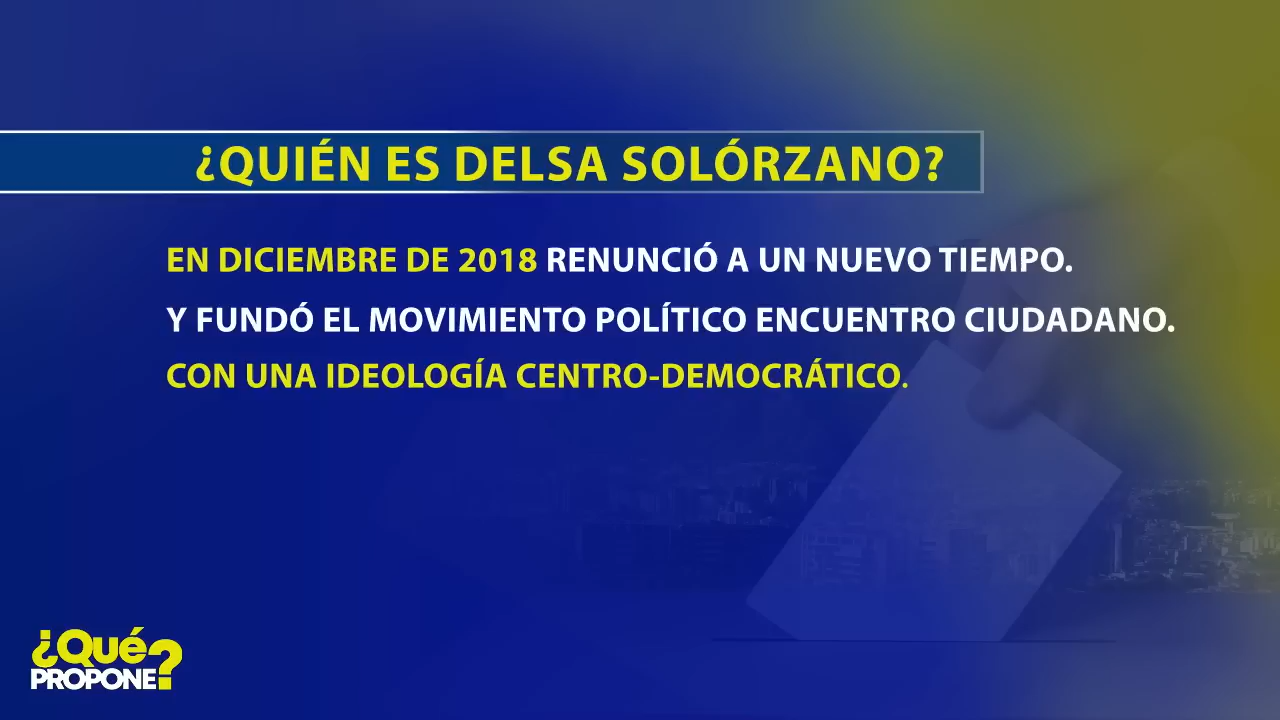 ¿QUIÉN ES DELSA SOLÓRZANO?
EN DICIEMBRE DE 2018 RENUNCIÓ A UN NUEVO TIEMPO.
Y FUNDÓ EL MOVIMIENTO POLÍTICO ENCUENTRO CIUDADANO.
CON UNA IDEOLOGÍA CENTRO-DEMOCRÁTICO.
¿Qué
PROPONE?